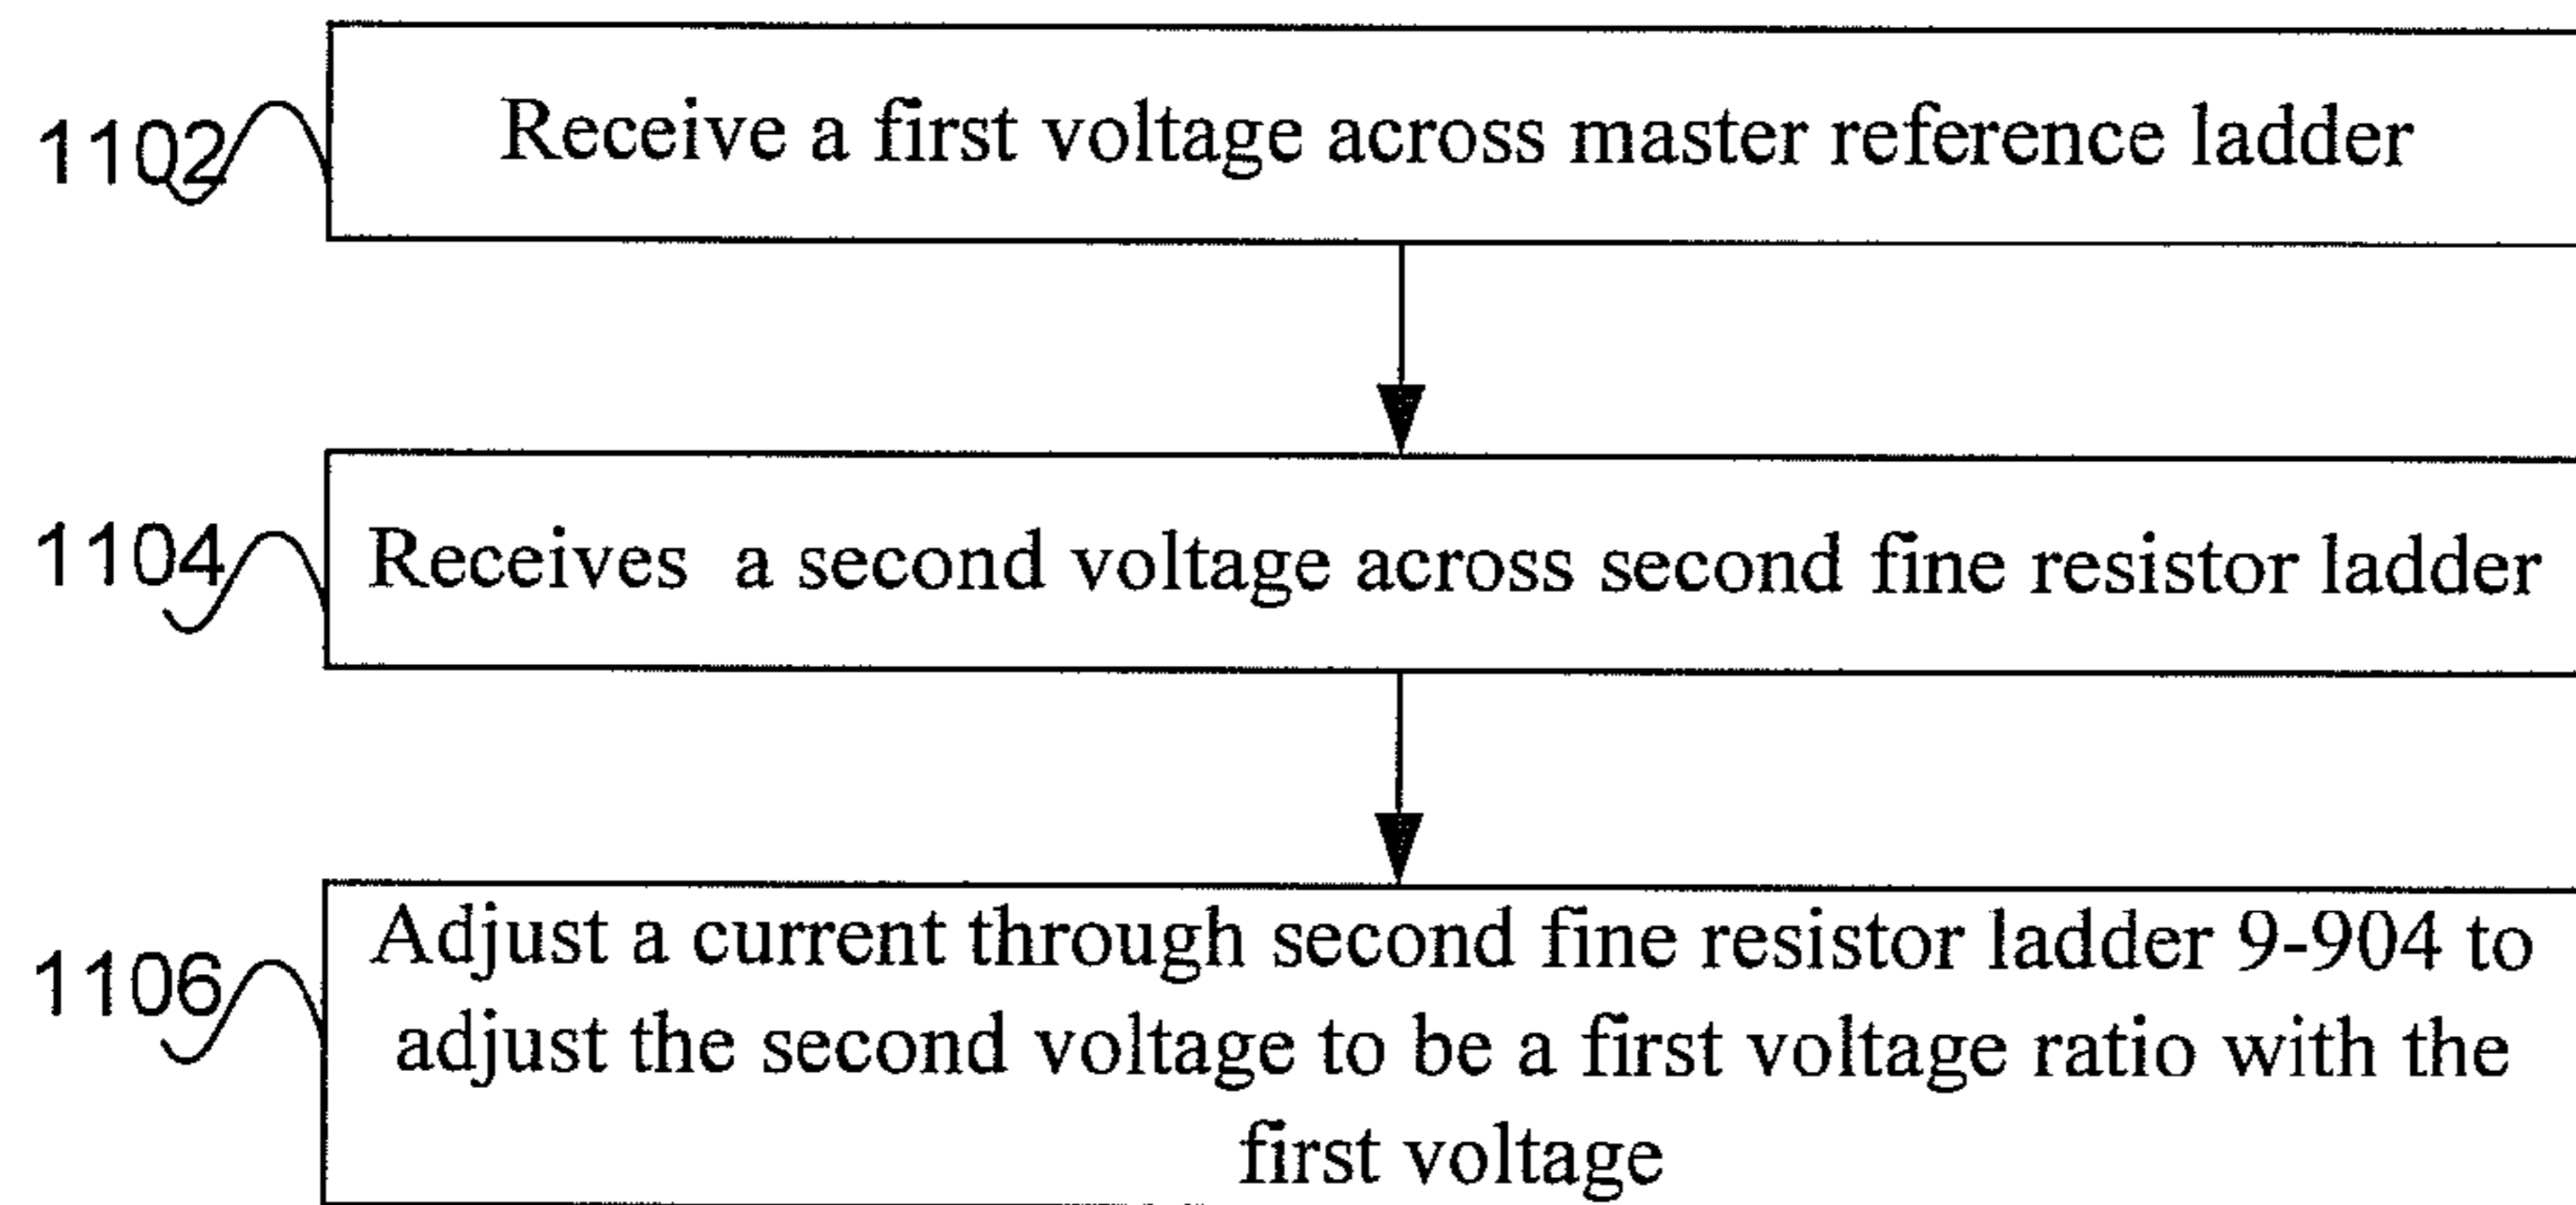 1102
Receive a first voltage across master reference ladder
1104
Receives a second voltage across second fine resistor ladder
1106
Adjust a current through second fine resistor ladder 9-904 to
adjust the second voltage to be a first voltage ratio with the
first voltage